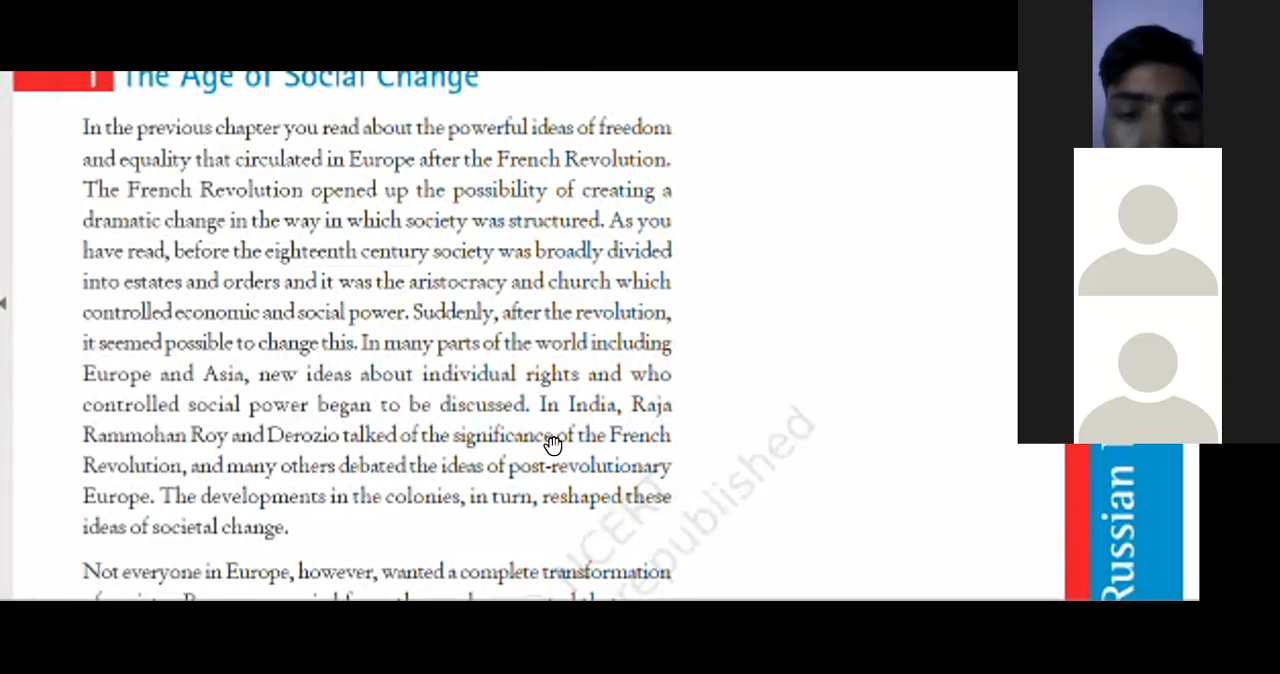 1 The Age of Social Change
In the previous chapter you read about the powerful ideas of freedom
and equality that circulated in Europe after the French Revolution.
The French Revolution opened up the possibility of creating a
dramatic change in the way in which society was structured. As you
have read, before the eighteenth century society was broadly divided
into estates and orders and it was the aristocracy and church which
controlled economic and social power. Suddenly, after the revolution,
it seemed possible to change this. In many parts of the world including
Europe and Asia, new ideas about individual rights and who
controlled social power began to be discussed. In India, Raja
Rammohan Roy and Derozio talked of the significance of the French
Revolution, and many others debated the ideas of post-revolutionary
Europe. The developments in the colonies, in turn, reshaped these
ideas of societal change.
Not everyone in Europe, however, wanted a complete transformation
NCERT
republished
Russian